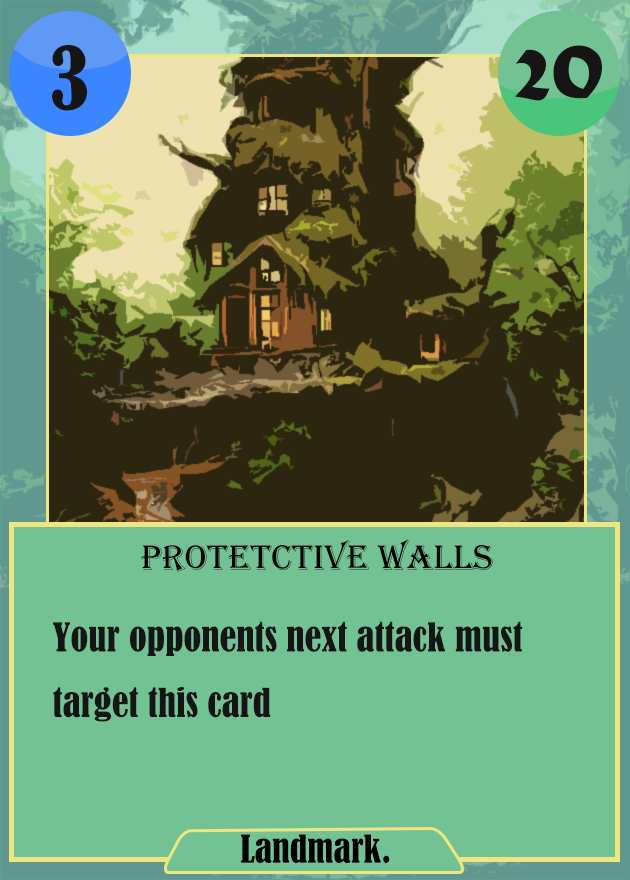 3
20
PROTETCTIVE WALLS
Your opponents next attack must
target this card
Landmark.